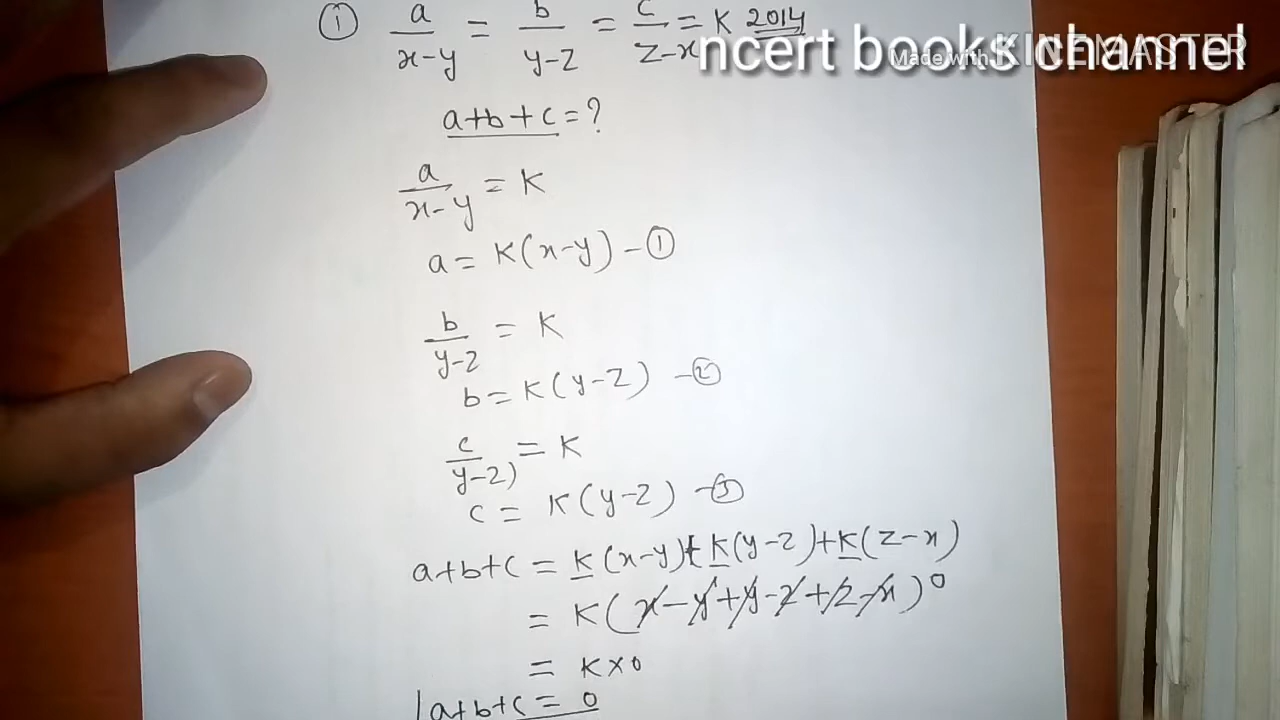 ① a/x-y = b/y-z = c/z-x = K 2014
ncert books channel
Made with KINEMASTER
a+b+c=?
a/x-y = K
a = K(x-y) -①
b/y-z = K
b = K(y-z) -②
c/y-z) = K
c = K(y-z) -③
a+b+c = K(x-y)+K(y-z)+K(z-x)
= K(x-y+y-z+z-x)⁰
= K×0
a+b+c = 0